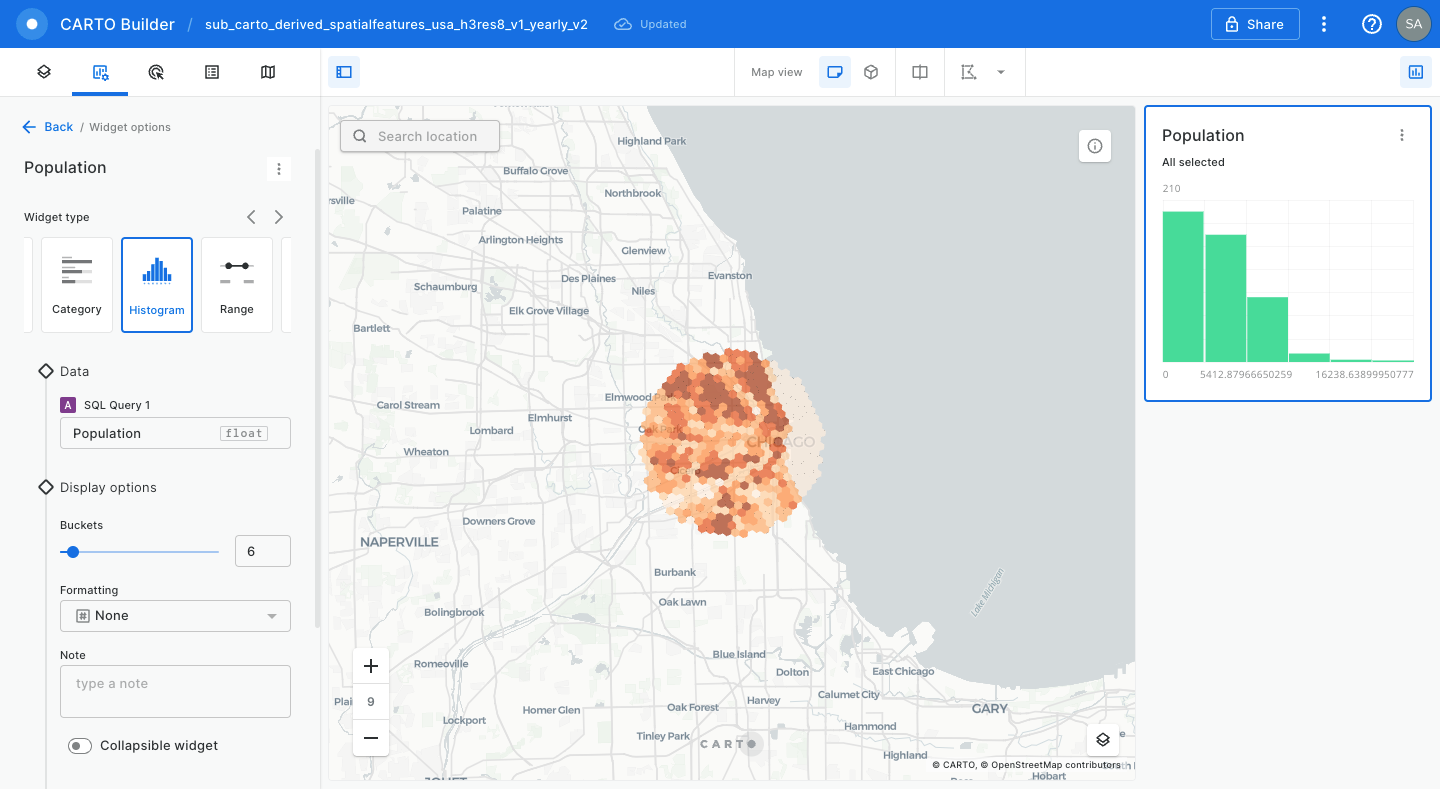 CARTO Builder / sub_carto_derived_spatialfeatures_usa_h3res8_v1_yearly_v2 Updated Share SA
Map view
Back / Widget options
Population
Widget type
Category
Histogram
Range
Data
A SQL Query 1
Population float
Display options
Buckets
6
Formatting
None
Note
type a note
Collapsible widget
Search location
Highland Park
Buffalo Grove
Northbrook
Palatine
Arlington Heights
Glenview
Evanston
Des Plaines
Schaumburg
Niles
Elk Grove Village
Bartlett
Elmwood
Carol Stream
Elmhurst
Oak Park
Lombard
CHICAGO
Wheaton
Downers Grove
NAPERVILLE
Burbank
Lake Michigan
Oak Lawn
Bolingbrook
Blue Island
Romeoville
Dolton
East Chicago
9
Calumet City
Harvey
Oak Forest
Homer Glen
GARY
Lockport
Hammond
Tinley Park
CARTO
Highland
© CARTO, © OpenStreetMap contributors
Hobart
JOLIET
Population
All selected
210
0 5412.87966650259 16238.63899950777